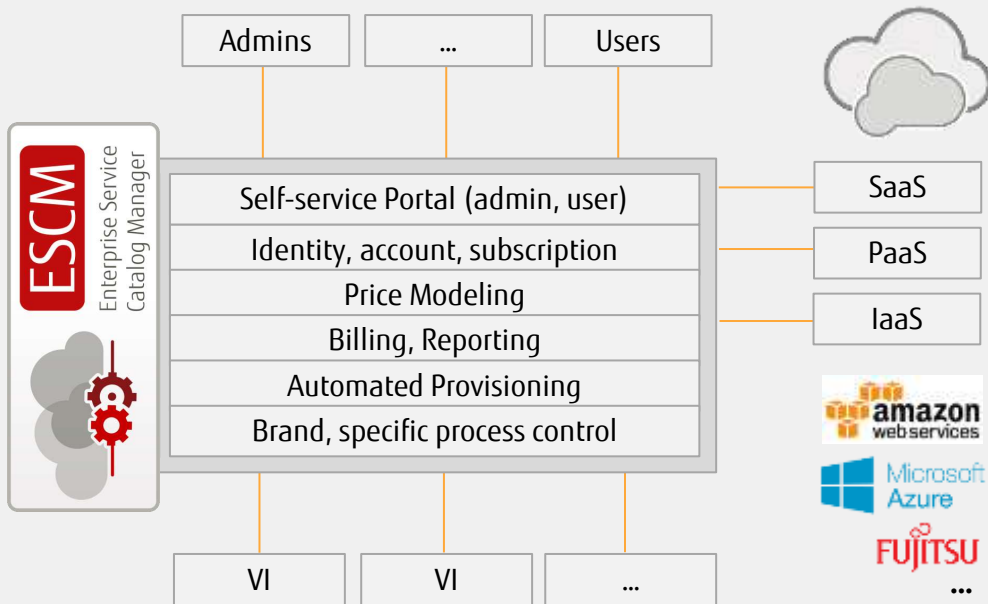 Admins
...
Users
ESCM
Enterprise Service
Catalog Manager
Self-service Portal (admin, user)
Identity, account, subscription
Price Modeling
Billing, Reporting
Automated Provisioning
Brand, specific process control
SaaS
PaaS
IaaS
amazon
webservices
Microsoft
Azure
FUJITSU
...
VI
VI
...